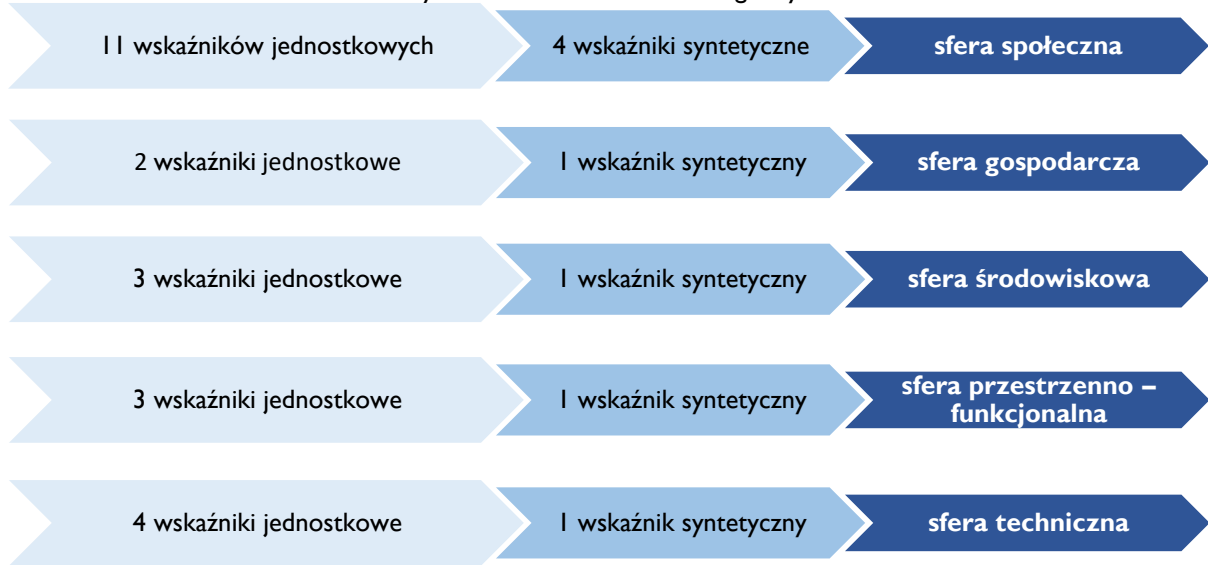 11 wskaźników jednostkowych
4 wskaźniki syntetyczne
sfera społeczna
2 wskaźniki jednostkowe
1 wskaźnik syntetyczny
sfera gospodarcza
3 wskaźniki jednostkowe
1 wskaźnik syntetyczny
sfera środowiskowa
3 wskaźniki jednostkowe
1 wskaźnik syntetyczny
sfera przestrzenno –
funkcjonalna
4 wskaźniki jednostkowe
1 wskaźnik syntetyczny
sfera techniczna